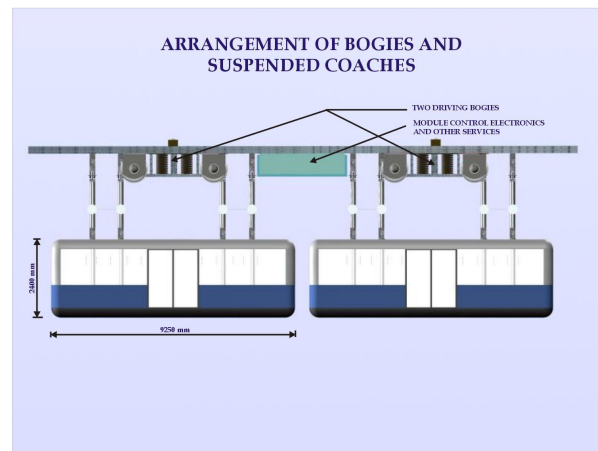 ARRANGEMENT OF BOGIES AND
SUSPENDED COACHES
TWO DRIVING BOGIES
MODULE CONTROL ELECTRONICS
AND OTHER SERVICES
2400 mm
9250 mm